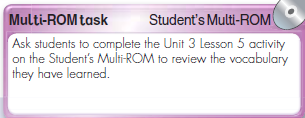 Multi-ROM task Student's Multi-ROM
Ask students to complete the Unit 3 Lesson 5 activity
on the Student's Multi-ROM to review the vocabulary
they have learned.